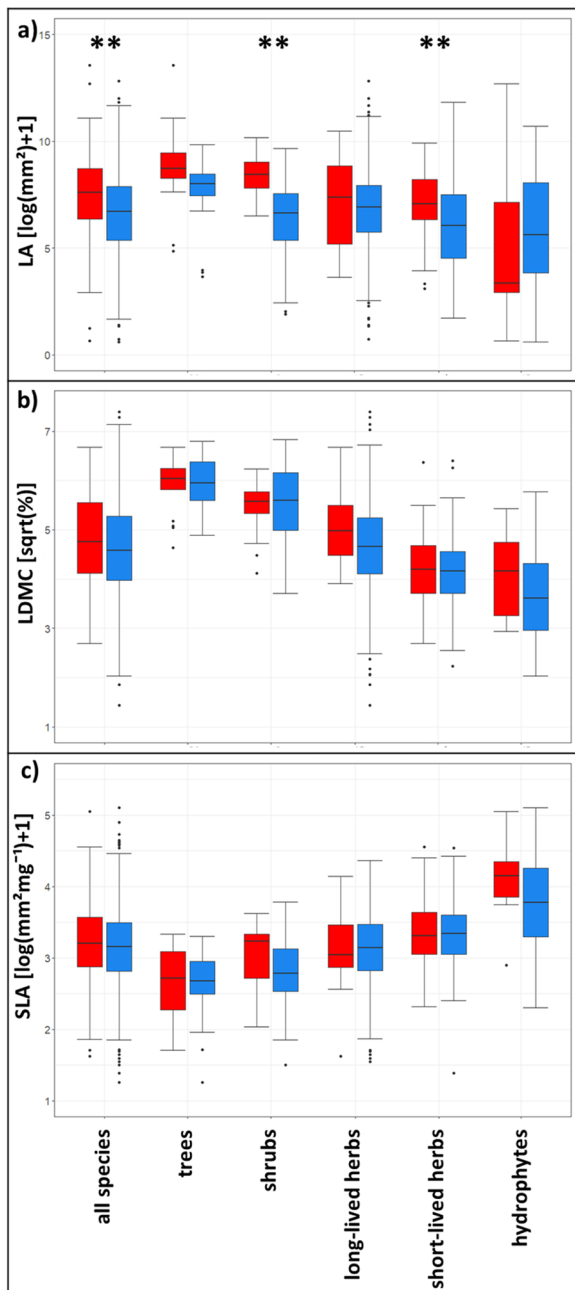 a)
** ** **
LA [log(mm²)+1]
15
10
5
0
b)
LDMC [sqrt(%)]
7
5
3
1
c)
SLA [log(mm²mg⁻¹)+1]
5
4
3
2
1
all species
trees
shrubs
long-lived herbs
short-lived herbs
hydrophytes